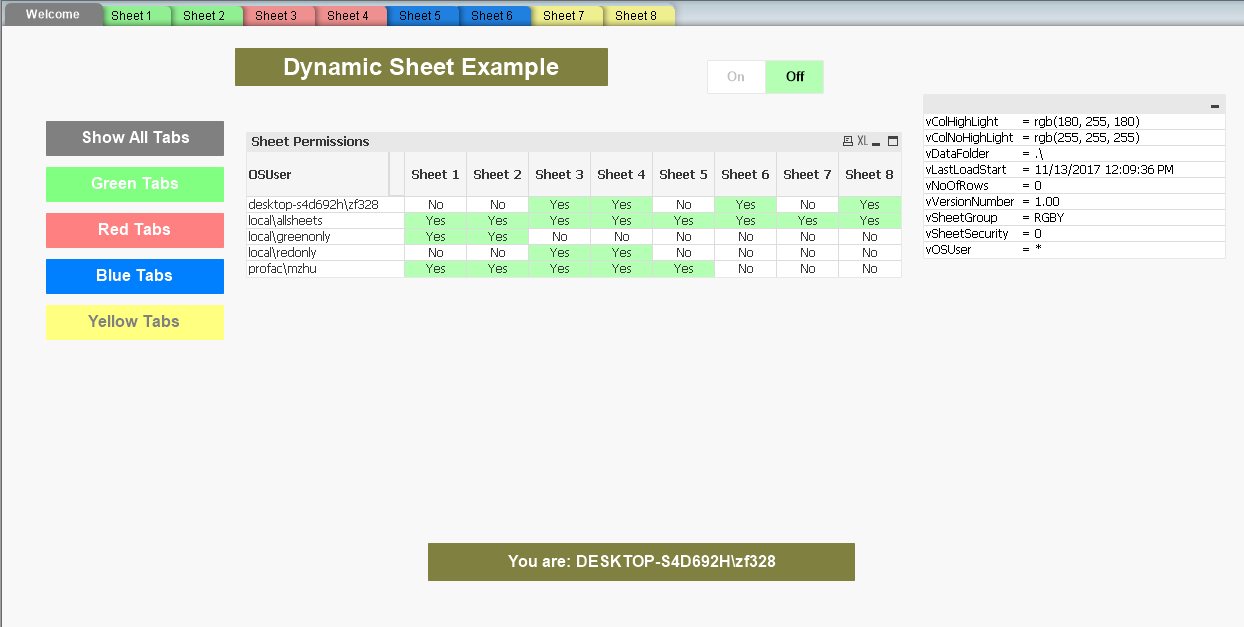 Welcome Sheet 1 Sheet 2 Sheet 3 Sheet 4 Sheet 5 Sheet 6 Sheet 7 Sheet 8
Dynamic Sheet Example
On Off
Show All Tabs
Green Tabs
Red Tabs
Blue Tabs
Yellow Tabs
Sheet Permissions XL
OSUser Sheet 1 Sheet 2 Sheet 3 Sheet 4 Sheet 5 Sheet 6 Sheet 7 Sheet 8
desktop-s4d692h\zf328 No No Yes Yes No Yes No Yes
local\allsheets Yes Yes Yes Yes Yes Yes Yes Yes
local\greenonly Yes Yes No No No No No No
local\redonly No No Yes Yes No No No No
profac\mzhu Yes Yes Yes Yes Yes No No No
vColHighLight = rgb(180, 255, 180)
vColNoHighLight = rgb(255, 255, 255)
vDataFolder = .\
vLastLoadStart = 11/13/2017 12:09:36 PM
vNoOfRows = 0
vVersionNumber = 1.00
vSheetGroup = RGBY
vSheetSecurity = 0
vOSUser = *
You are: DESKTOP-S4D692H\zf328